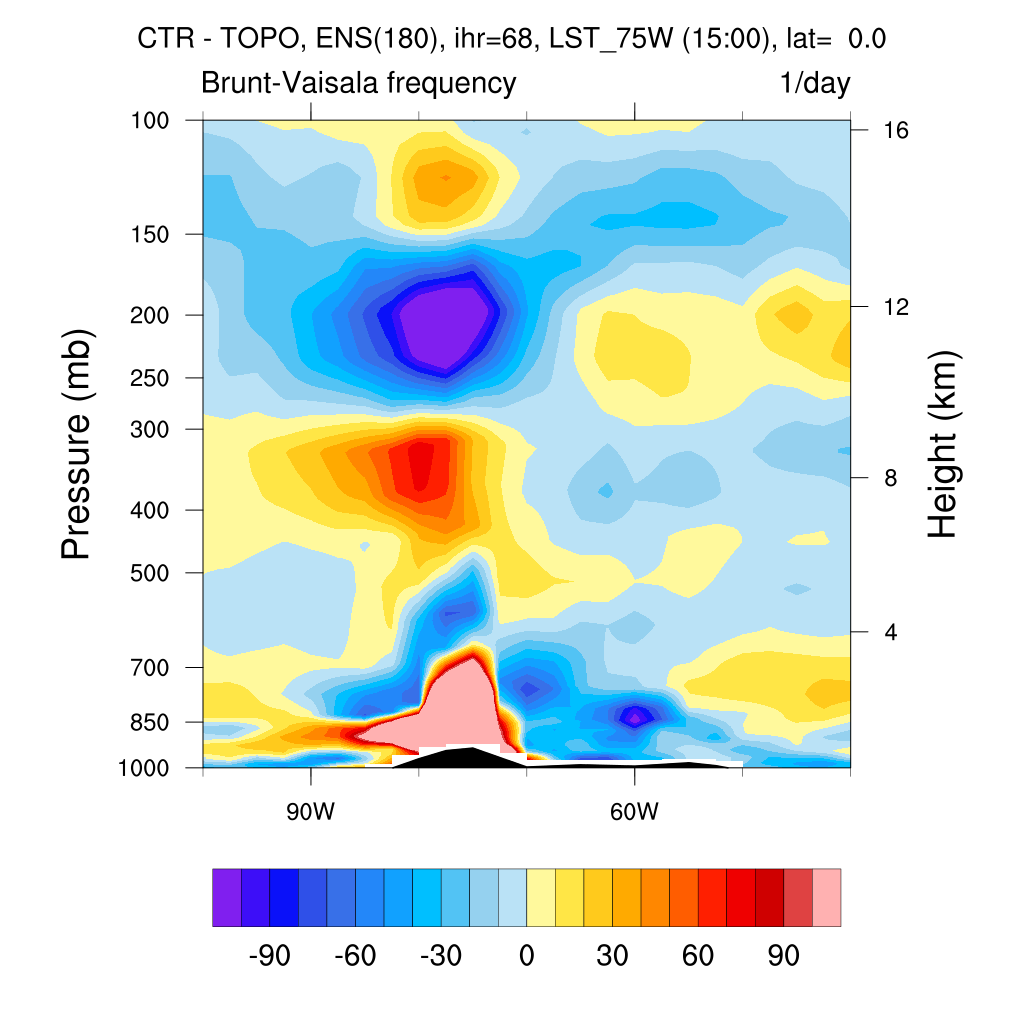 CTR - TOPO, ENS(180), ihr=68, LST_75W (15:00), lat=  0.0
Brunt-Vaisala frequency 1/day
100
150
200
250
300
400
500
700
850
1000
Pressure (mb)
16
12
8
4
Height (km)
90W 60W
-90 -60 -30 0 30 60 90